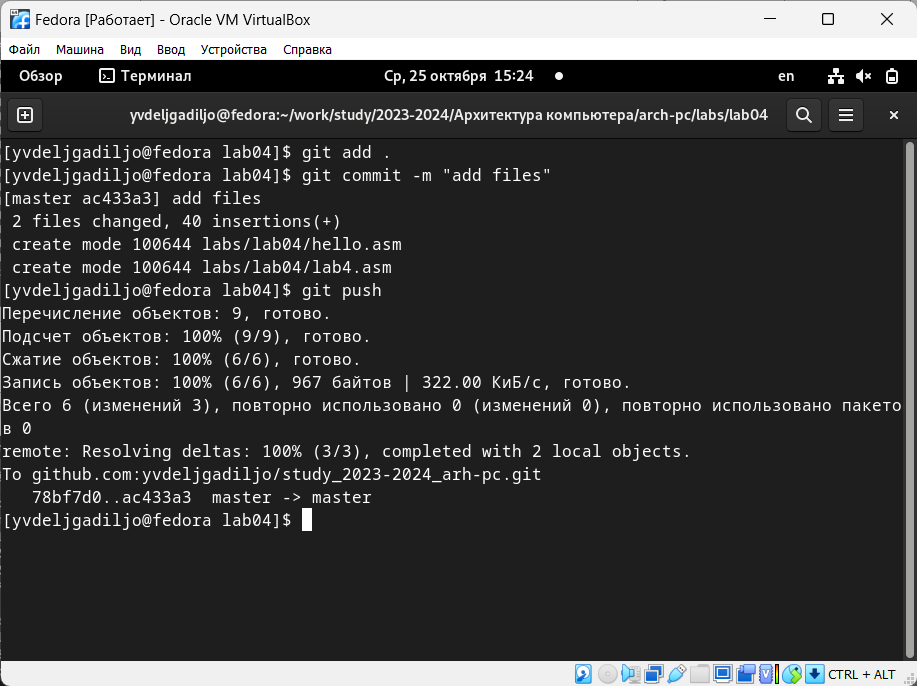 Fedora [Работает] - Oracle VM VirtualBox
Файл Машина Вид Ввод Устройства Справка
Обзор Терминал Ср, 25 октября 15:24 en
yvdeljgadiljo@fedora:~/work/study/2023-2024/Архитектура компьютера/arch-pc/labs/lab04
[yvdeljgadiljo@fedora lab04]$ git add .
[yvdeljgadiljo@fedora lab04]$ git commit -m "add files"
[master ac433a3] add files
 2 files changed, 40 insertions(+)
 create mode 100644 labs/lab04/hello.asm
 create mode 100644 labs/lab04/lab4.asm
[yvdeljgadiljo@fedora lab04]$ git push
Перечисление объектов: 9, готово.
Подсчет объектов: 100% (9/9), готово.
Сжатие объектов: 100% (6/6), готово.
Запись объектов: 100% (6/6), 967 байтов | 322.00 КиБ/с, готово.
Всего 6 (изменений 3), повторно использовано 0 (изменений 0), повторно использовано пакето
в 0
remote: Resolving deltas: 100% (3/3), completed with 2 local objects.
To github.com:yvdeljgadiljo/study_2023-2024_arh-pc.git
   78bf7d0..ac433a3  master -> master
[yvdeljgadiljo@fedora lab04]$
CTRL + ALT